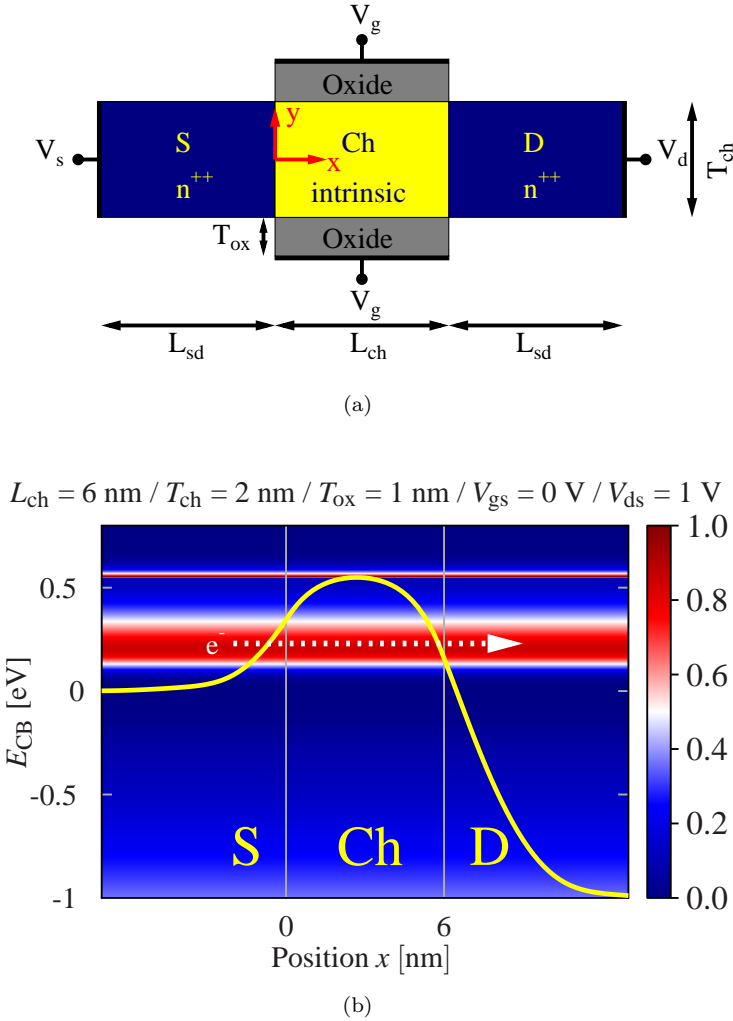 V_g
Oxide
V_s S y Ch D V_d T_ch
x
n^++ intrinsic n^++
T_ox Oxide
V_g
L_sd L_ch L_sd
(a)
L_ch = 6 nm / T_ch = 2 nm / T_ox = 1 nm / V_gs = 0 V / V_ds = 1 V
1.0
0.8
0.6
0.4
0.2
0.0
E_CB [eV]
0.5
0
-0.5
-1
e^-
S Ch D
0 6
Position x [nm]
(b)